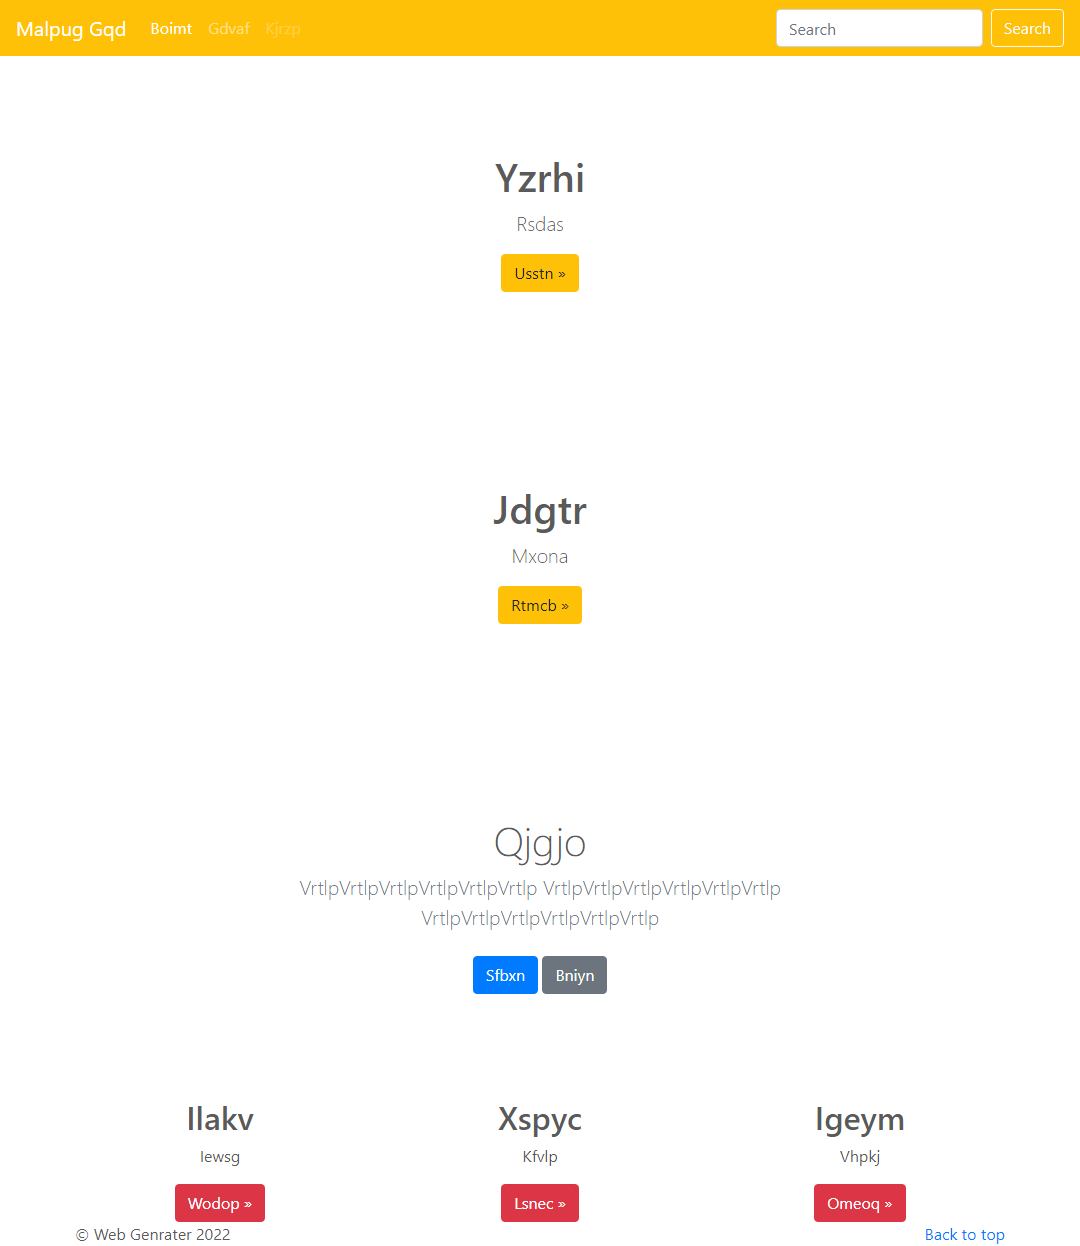 Malpug Gqd Boimt Gdvaf Kjrzp Search Search
Yzrhi
Rsdas
Usstn »
Jdgtr
Mxona
Rtmcb »
Qjgjo
VrtlpVrtlpVrtlpVrtlpVrtlpVrtlp VrtlpVrtlpVrtlpVrtlpVrtlpVrtlp
VrtlpVrtlpVrtlpVrtlpVrtlpVrtlp
Sfbxn Bniyn
Ilakv Xspyc Igeym
Iewsg Kfvlp Vhpkj
Wodop » Lsnec » Omeoq »
© Web Genrater 2022 Back to top